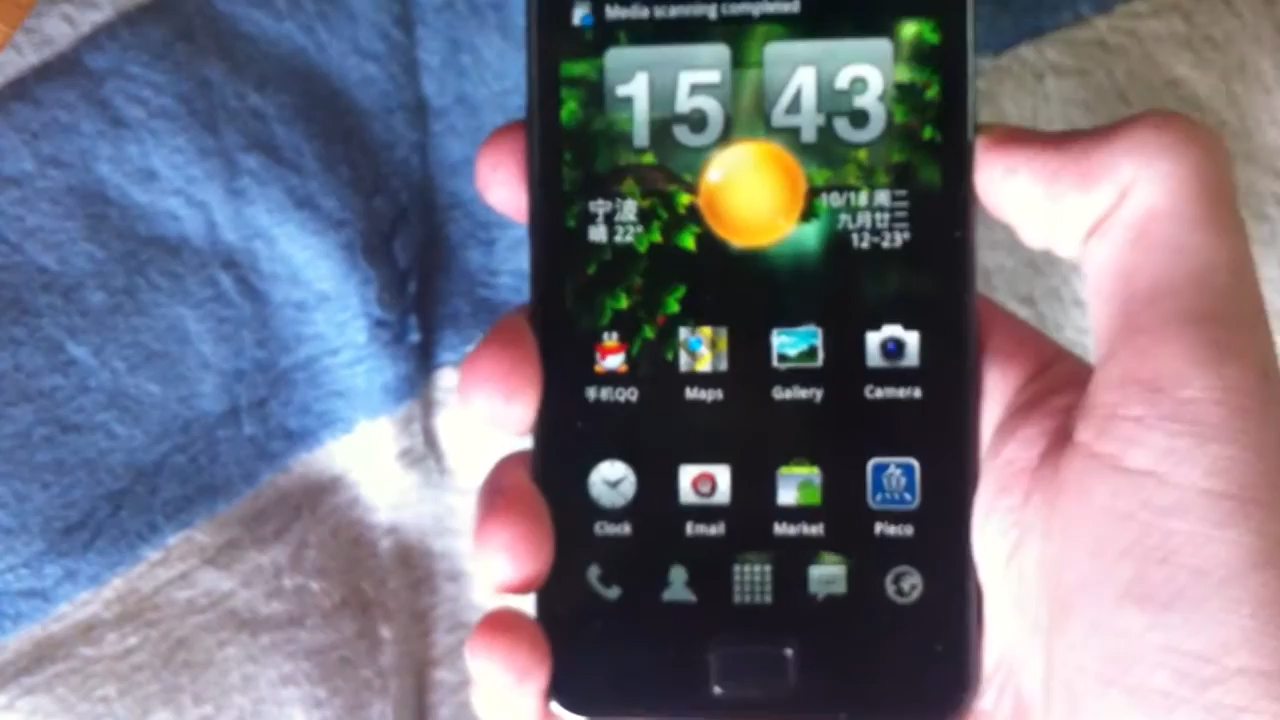 Media scanning completed
15 43
宁波
晴 22°
10/18 周二
九月廿二
12~23°
手机QQ Maps Gallery Camera
Clock Email Market Pleco